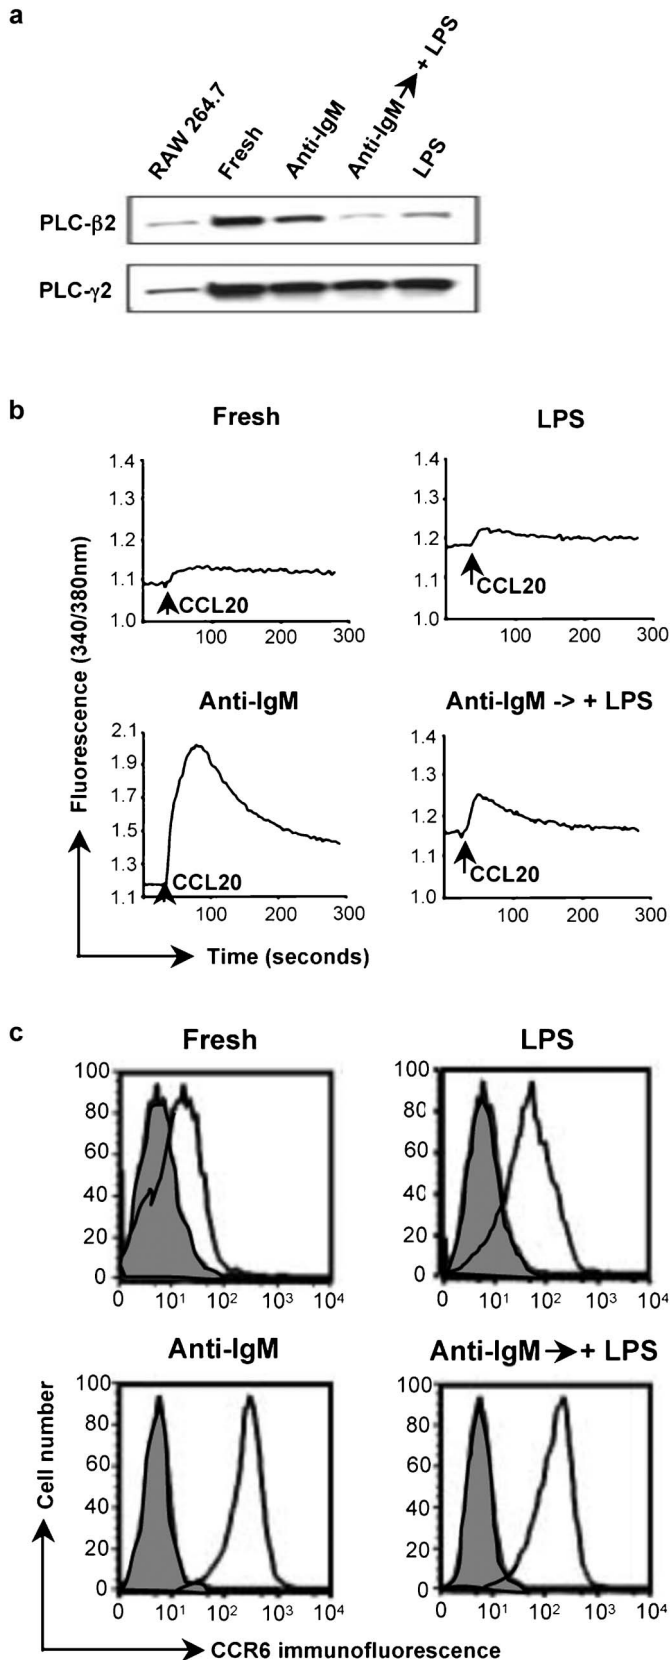 a
RAW 264.7
Fresh
Anti-IgM
Anti-IgM → + LPS
LPS
PLC-β2
PLC-γ2
b
Fresh
LPS
1.4
1.3
1.2
1.1
1.0
CCL20
100 200 300
1.4
1.3
1.2
1.1
1.0
CCL20
100 200 300
Anti-IgM
Anti-IgM -> + LPS
2.1
1.9
1.7
1.5
1.3
1.1
CCL20
100 200 300
1.4
1.3
1.2
1.1
1.0
CCL20
100 200 300
Fluorescence (340/380nm)
Time (seconds)
c
Fresh
LPS
100
80
60
40
20
0
0 10¹ 10² 10³ 10⁴
100
80
60
40
20
0
0 10¹ 10² 10³ 10⁴
Anti-IgM
Anti-IgM → + LPS
100
80
60
40
20
0
0 10¹ 10² 10³ 10⁴
100
80
60
40
20
0
0 10¹ 10² 10³ 10⁴
Cell number
CCR6 immunofluorescence